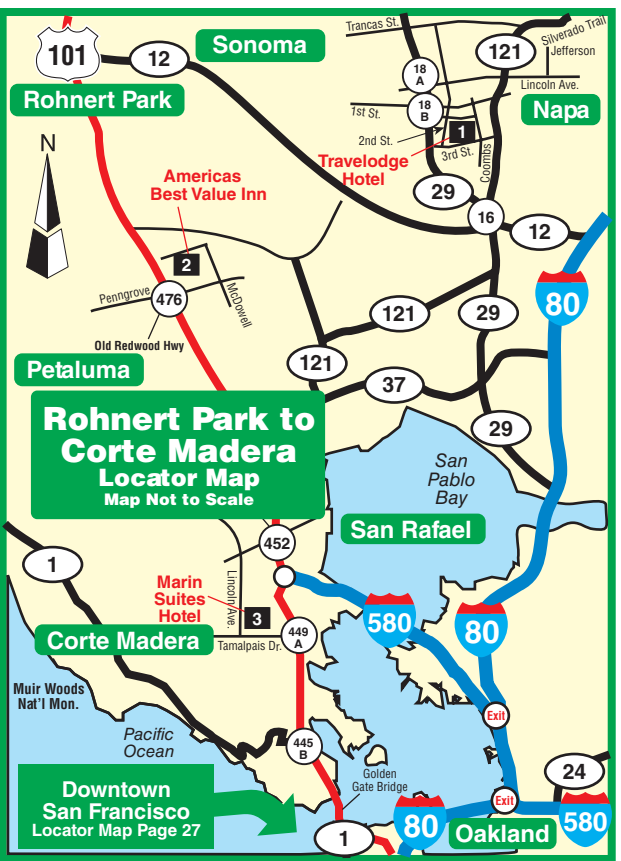 101
12
Sonoma
Rohnert Park
N
Trancas St.
Silverado Trail
121
Jefferson
18
A
Lincoln Ave.
1st St.
18
B
Napa
2nd St.
1
3rd St.
Coombs
Travelodge
Hotel
29
16
12
Americas
Best Value Inn
2
Penngrove
476
McDowell
Old Redwood Hwy
80
121
29
121
37
Petaluma
29
Rohnert Park to
Corte Madera
Locator Map
Map Not to Scale
San
Pablo
Bay
San Rafael
452
1
Marin
Suites
Hotel
Lincoln Ave.
3
580
80
449
A
Corte Madera
Tamalpais Dr.
Muir Woods
Nat'l Mon.
Pacific
Ocean
445
B
Exit
Golden
Gate Bridge
24
Downtown
San Francisco
Locator Map Page 27
1
80
Exit
Oakland
580